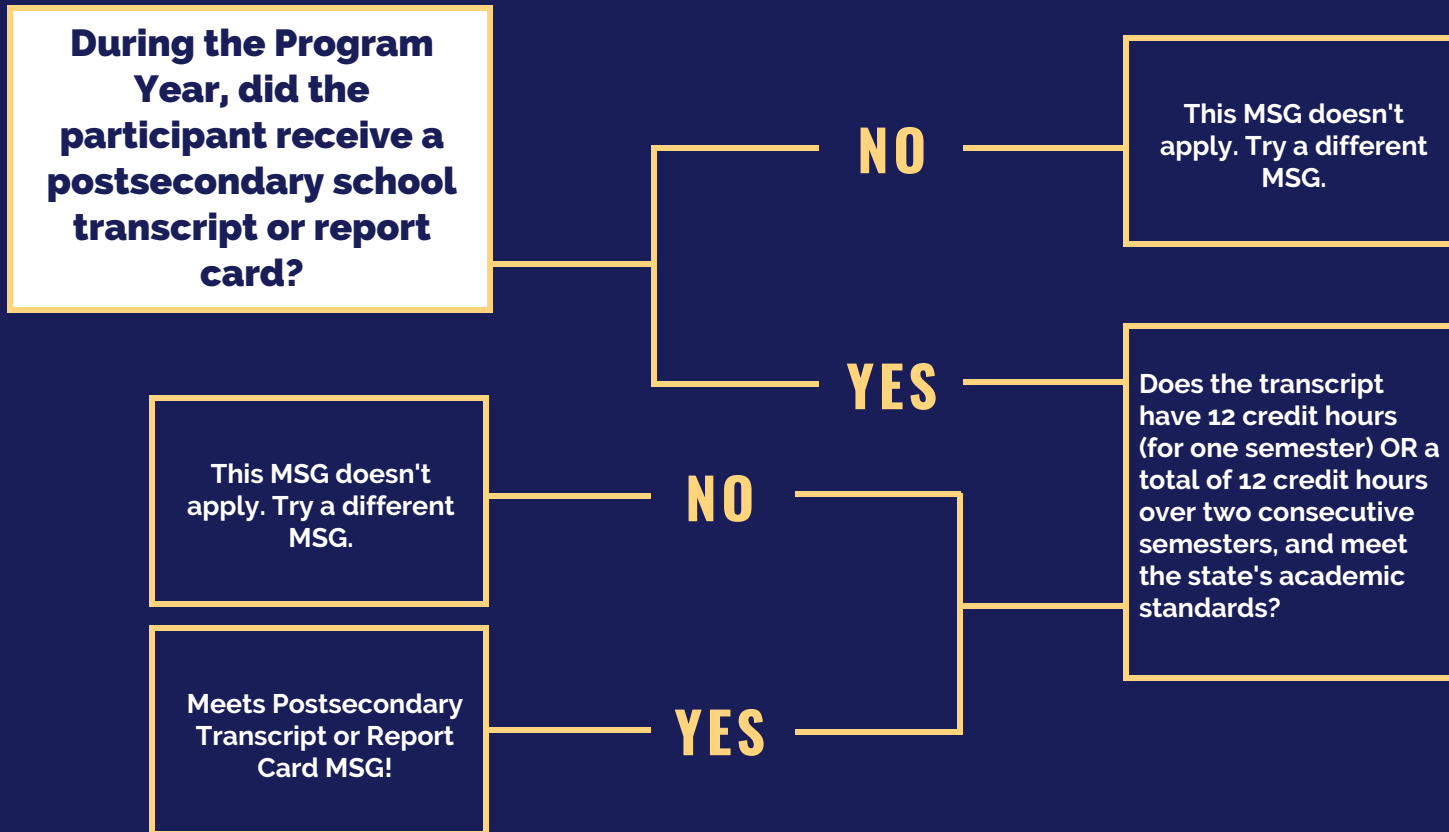 During the Program
Year, did the
participant receive a
postsecondary school
transcript or report
card?
NO
This MSG doesn't
apply. Try a different
MSG.
YES
Does the transcript
have 12 credit hours
(for one semester) OR a
total of 12 credit hours
over two consecutive
semesters, and meet
the state's academic
standards?
NO
This MSG doesn't
apply. Try a different
MSG.
YES
Meets Postsecondary
Transcript or Report
Card MSG!